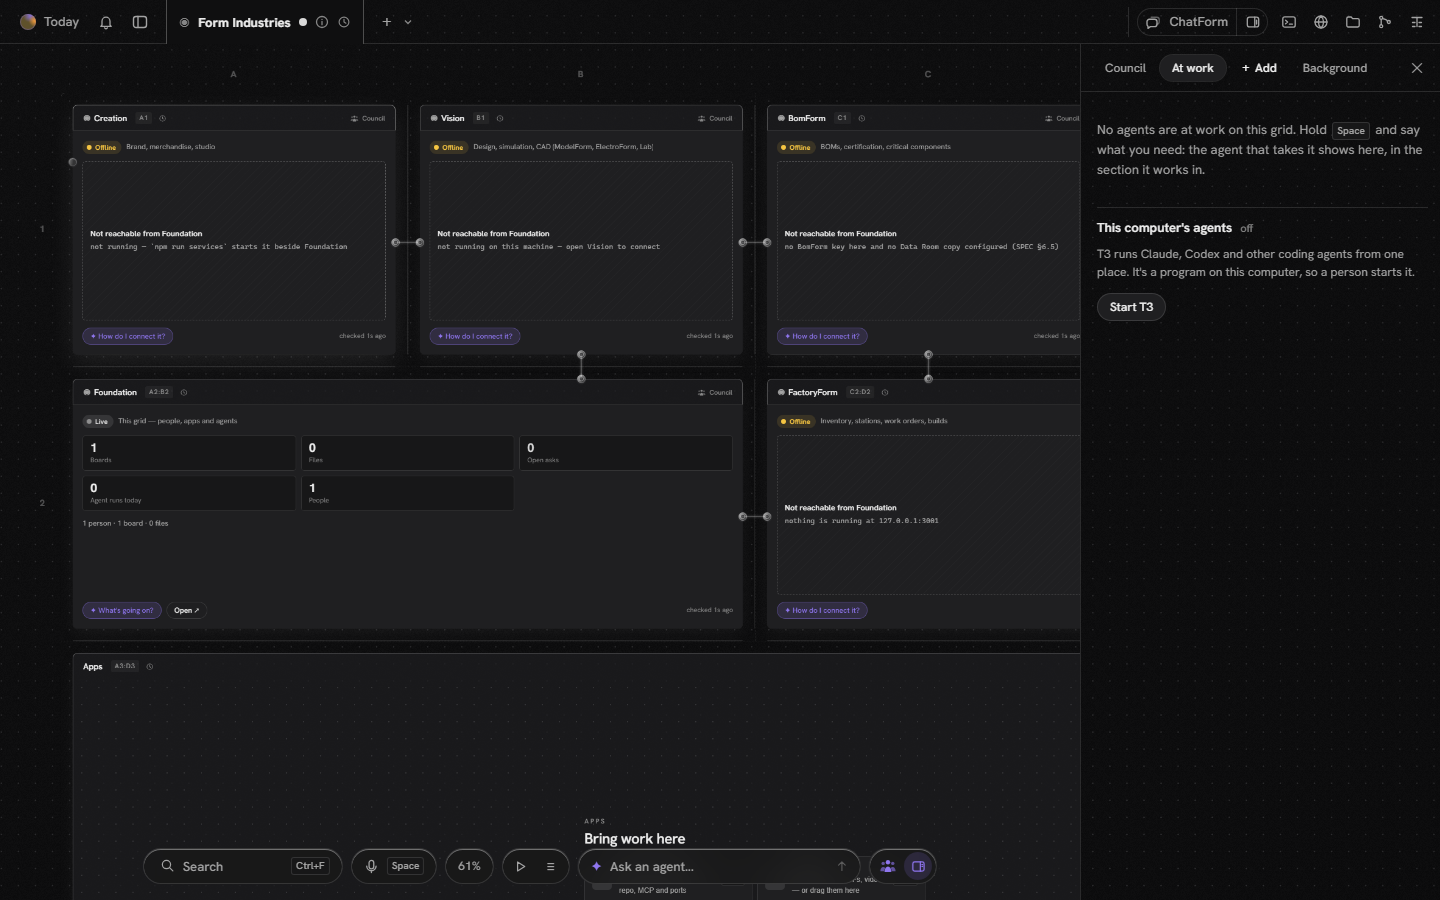 Today
Form Industries
ChatForm
A
B
C
Council
At work
+ Add
Background
No agents are at work on this grid. Hold Space and say
what you need: the agent that takes it shows here, in the
section it works in.
This computer's agents off
T3 runs Claude, Codex and other coding agents from one
place. It's a program on this computer, so a person starts it.
Start T3
1
Creation A1 Council
Offline Brand, merchandise, studio
Not reachable from Foundation
not running — `npm run services` starts it beside Foundation
How do I connect it? checked 1s ago
Vision B1 Council
Offline Design, simulation, CAD (ModelForm, ElectroForm, Lab)
Not reachable from Foundation
not running on this machine — open Vision to connect
How do I connect it? checked 1s ago
BomForm C1 Council
Offline BOMs, certification, critical components
Not reachable from Foundation
no BomForm key here and no Data Room copy configured (SPEC §6.5)
How do I connect it? checked 1s ago
2
Foundation A2:B2 Council
Live This grid — people, apps and agents
1
Boards
0
Files
0
Open asks
0
Agent runs today
1
People
1 person · 1 board · 0 files
What's going on? Open ↗ checked 1s ago
FactoryForm C2:D2
Offline Inventory, stations, work orders, builds
Not reachable from Foundation
nothing is running at 127.0.0.1:3001
How do I connect it?
Apps A3:D3
APPS
Bring work here
Search Ctrl+F
Space
61%
Ask an agent...
repo, MCP and ports
— or drag them here